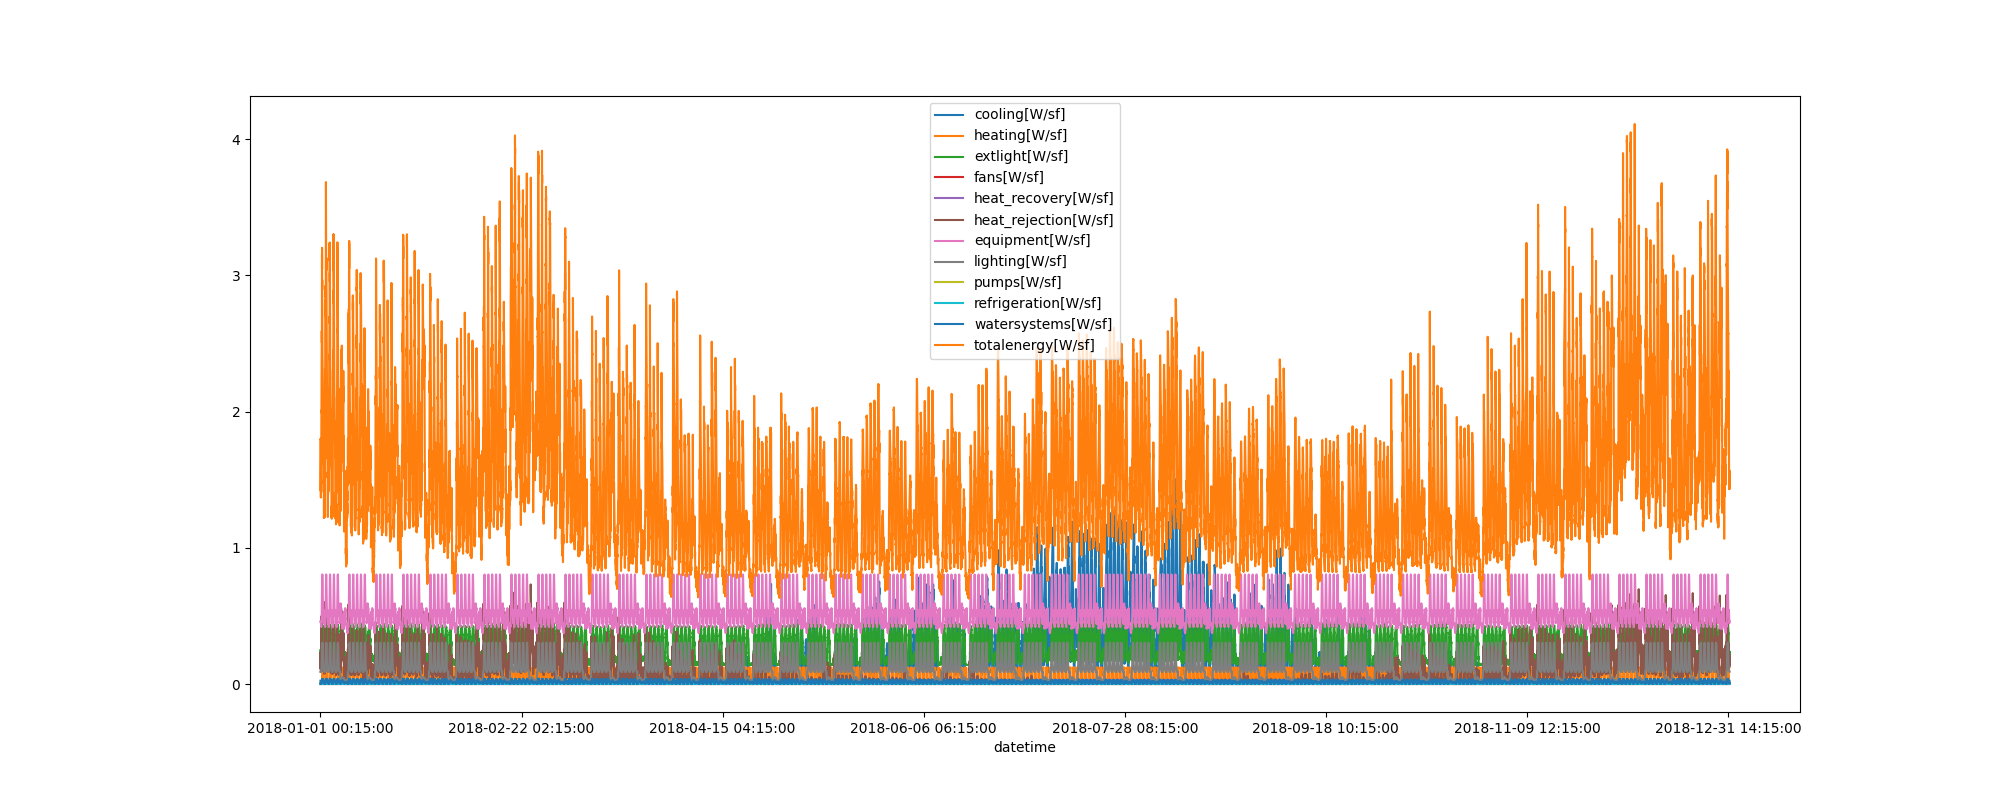 cooling[W/sf]
heating[W/sf]
extlight[W/sf]
fans[W/sf]
heat_recovery[W/sf]
heat_rejection[W/sf]
equipment[W/sf]
lighting[W/sf]
pumps[W/sf]
refrigeration[W/sf]
watersystems[W/sf]
totalenergy[W/sf]
4
3
2
1
0
2018-01-01 00:15:00 2018-02-22 02:15:00 2018-04-15 04:15:00 2018-06-06 06:15:00 2018-07-28 08:15:00 2018-09-18 10:15:00 2018-11-09 12:15:00 2018-12-31 14:15:00
datetime